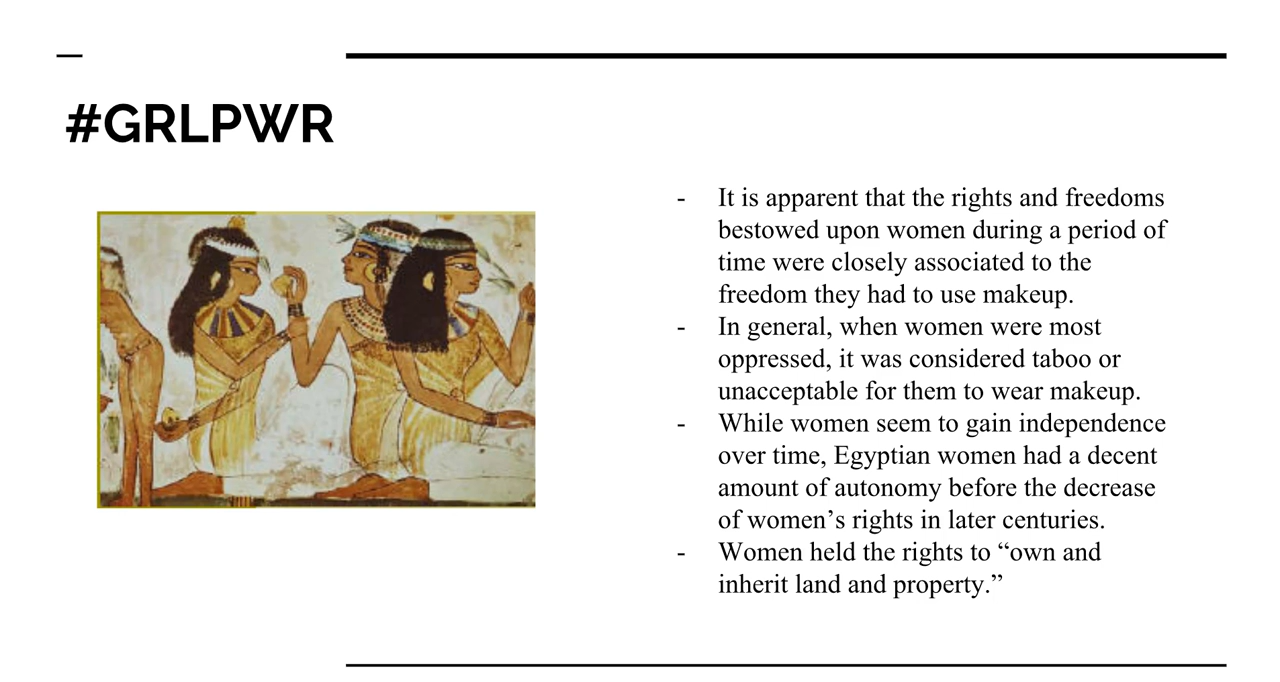 #GRLPWR
- It is apparent that the rights and freedoms
bestowed upon women during a period of
time were closely associated to the
freedom they had to use makeup.
- In general, when women were most
oppressed, it was considered taboo or
unacceptable for them to wear makeup.
- While women seem to gain independence
over time, Egyptian women had a decent
amount of autonomy before the decrease
of women’s rights in later centuries.
- Women held the rights to “own and
inherit land and property.”